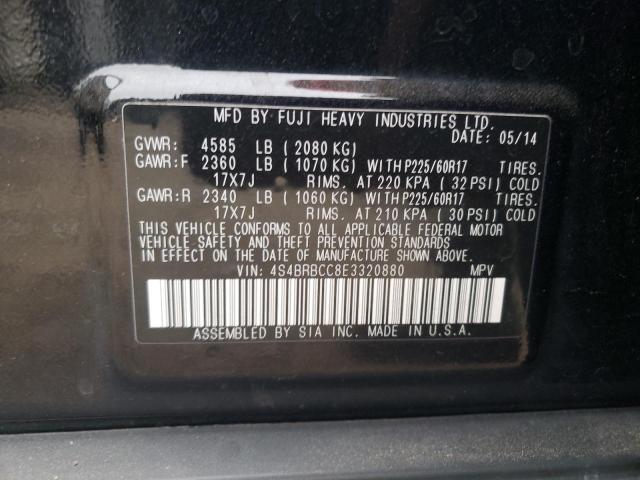 MFD BY FUJI HEAVY INDUSTRIES LTD.
DATE: 05/14
GVWR: 4585 LB (2080 KG)
GAWR:F 2360 LB (1070 KG) WITH P225/60R17 TIRES.
17X7J RIMS. AT 220 KPA (32 PSI) COLD
GAWR:R 2340 LB (1060 KG) WITH P225/60R17 TIRES.
17X7J RIMS. AT 210 KPA (30 PSI) COLD
THIS VEHICLE CONFORMS TO ALL APPLICABLE FEDERAL MOTOR
VEHICLE SAFETY AND THEFT PREVENTION STANDARDS
IN EFFECT ON THE DATE OF MANUFACTURE SHOWN ABOVE.
VIN: 4S4BRBCC8E3320880 MPV
ASSEMBLED BY SIA INC. MADE IN U.S.A.